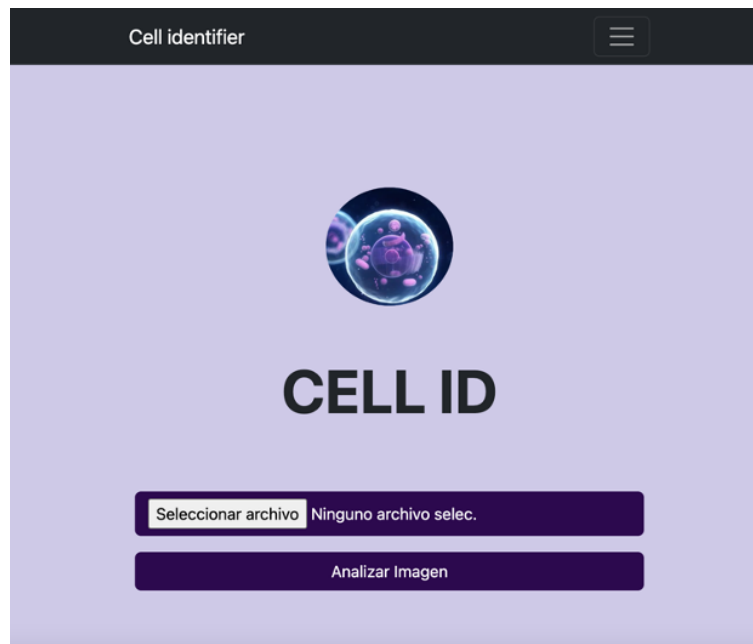 Cell identifier
CELL ID
Seleccionar archivo Ninguno archivo selec.
Analizar Imagen